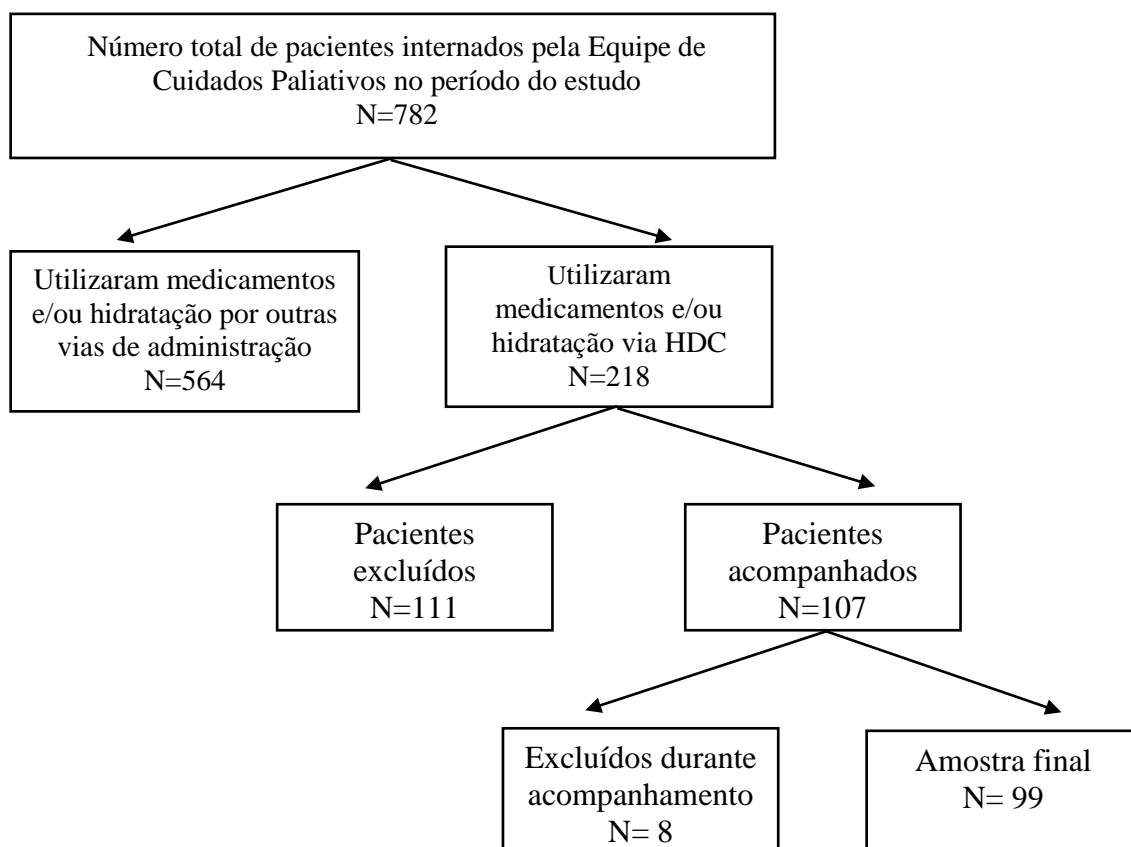 Número total de pacientes internados pela Equipe de
Cuidados Paliativos no período do estudo
N=782
Utilizaram medicamentos
e/ou hidratação por outras
vias de administração
N=564
Utilizaram
medicamentos e/ou
hidratação via HDC
N=218
Pacientes
excluídos
N=111
Pacientes
acompanhados
N=107
Excluídos durante
acompanhamento
N= 8
Amostra final
N= 99